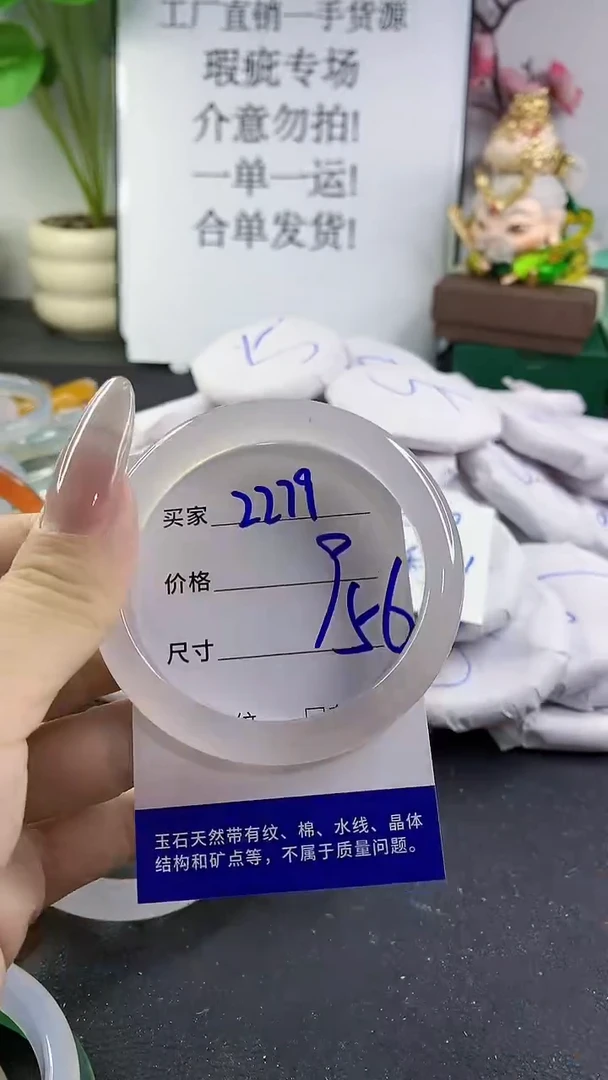 工厂直销一手货源
瑕疵专场
介意勿拍!
一单一运!
合单发货!
买家 2279
价格
尺寸 56
玉石天然带有纹、棉、水线、晶体
结构和矿点等，不属于质量问题。